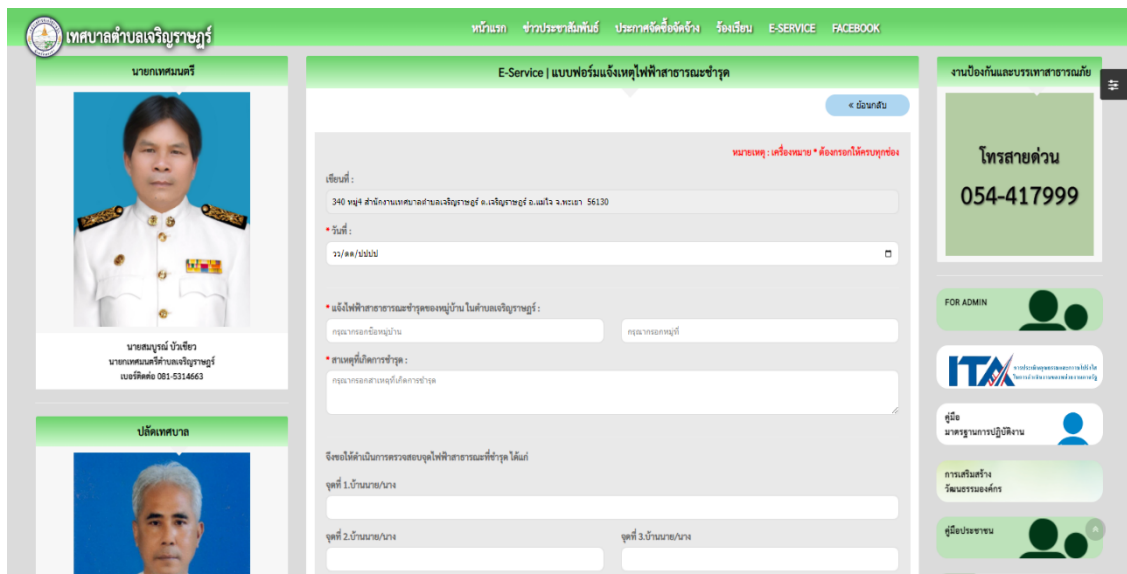 เทศบาลตำบลเจริญราษฎร์
หน้าแรก ข่าวประชาสัมพันธ์ ประกาศจัดซื้อจัดจ้าง ร้องเรียน E-SERVICE FACEBOOK
นายกเทศมนตรี
นายสมบูรณ์ บัวเขียว
นายกเทศมนตรีตำบลเจริญราษฎร์
เบอร์ติดต่อ 081-5314663
ปลัดเทศบาล
E-Service | แบบฟอร์มแจ้งเหตุไฟฟ้าสาธารณะชำรุด
« ย้อนกลับ
หมายเหตุ : เครื่องหมาย * ต้องกรอกให้ครบทุกช่อง
เขียนที่ :
340 หมู่4 สำนักงานเทศบาลตำบลเจริญราษฎร์ ต.เจริญราษฎร์ อ.แม่ใจ จ.พะเยา 56130
* วันที่ :
วว/ดด/ปปปป
* แจ้งไฟฟ้าสาธาธารณะชำรุดของหมู่บ้าน ในตำบลเจริญราษฎร์ :
กรุณากรอกชื่อหมู่บ้าน
กรุณากรอกหมู่ที่
* สาเหตุที่เกิดการชำรุด :
กรุณากรอกสาเหตุที่เกิดการชำรุด
จึงขอให้ดำเนินการตรวจสอบจุดไฟฟ้าสาธารณะที่ชำรุด ได้แก่
จุดที่ 1.บ้านนาย/นาง
จุดที่ 2.บ้านนาย/นาง
จุดที่ 3.บ้านนาย/นาง
งานป้องกันและบรรเทาสาธารณภัย
โทรสายด่วน
054-417999
FOR ADMIN
ITA
คู่มือ
มาตรฐานการปฏิบัติงาน
การเสริมสร้าง
วัฒนธรรมองค์กร
คู่มือประชาชน